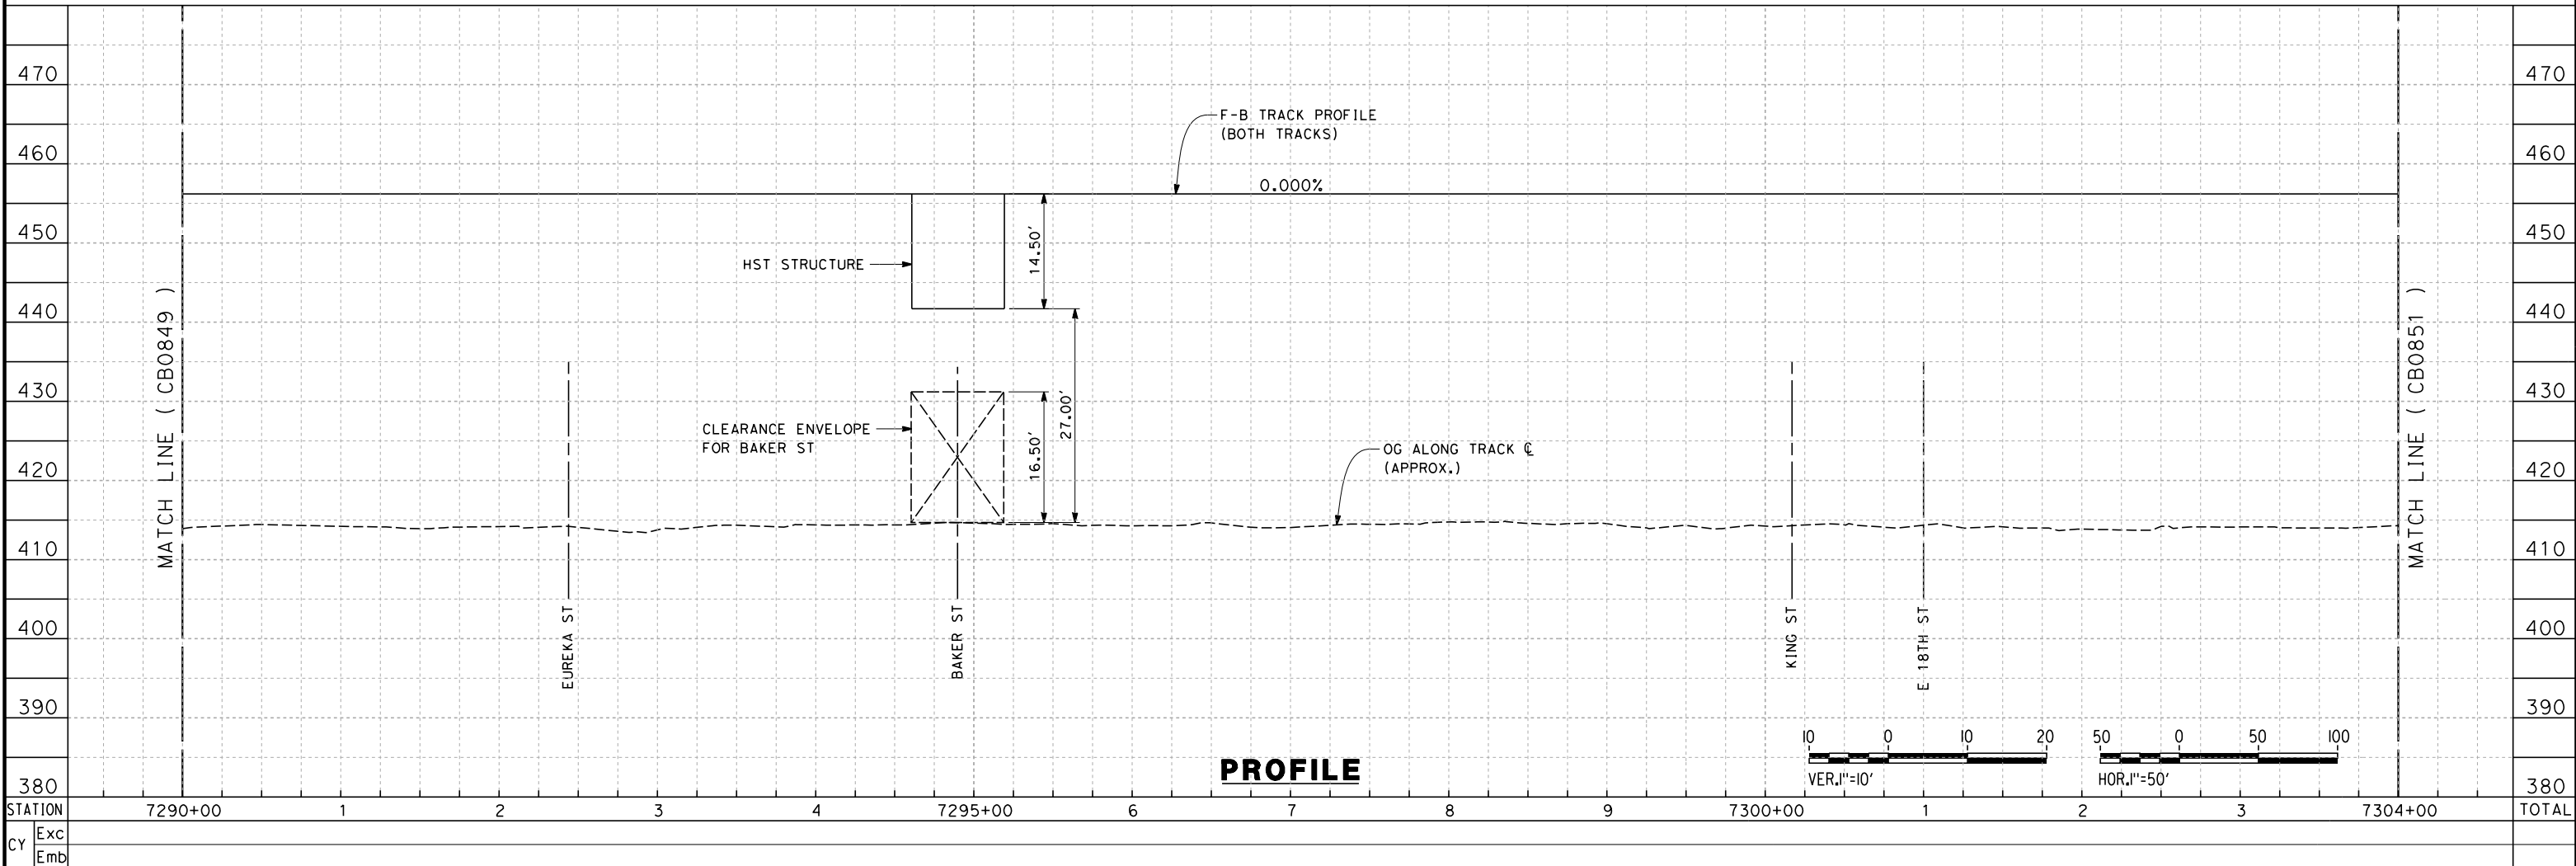 F-B TRACK PROFILE
(BOTH TRACKS)
0.000%
470
470
460
460
450
450
440
440
430
430
420
420
410
410
400
400
390
390
380
380
MATCH LINE ( CB0849 )
HST STRUCTURE
14.50'
27.00'
16.50'
CLEARANCE ENVELOPE
FOR BAKER ST
OG ALONG TRACK ℄
(APPROX.)
MATCH LINE ( CB0851 )
EUREKA ST
BAKER ST
KING ST
E 18TH ST
PROFILE
10 0 10 20
VER.1"=10'
50 0 50 100
HOR.1"=50'
STATION 7290+00 1 2 3 4 7295+00 6 7 8 9 7300+00 1 2 3 7304+00 TOTAL
CY
Exc
Emb